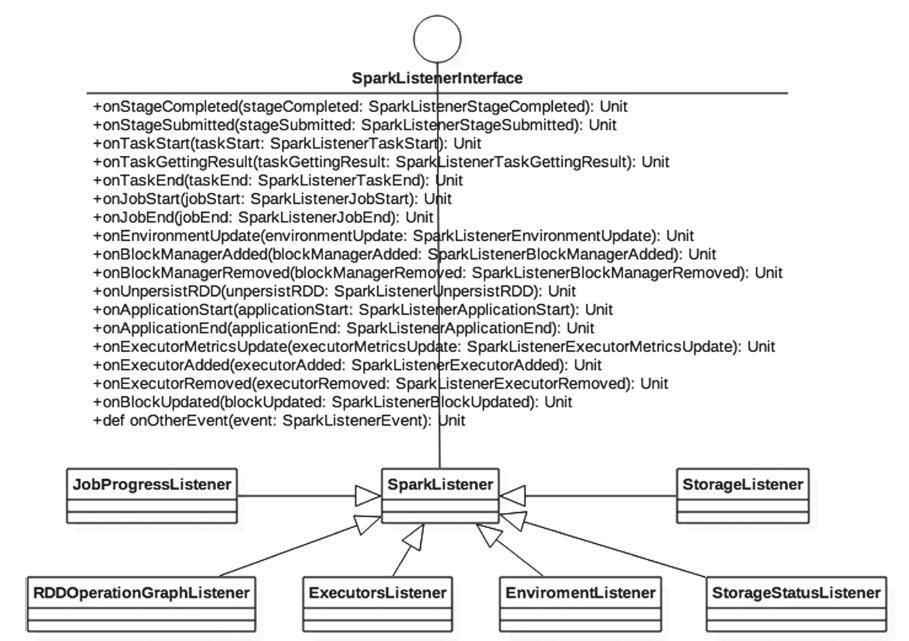 SparkListenerInterface
+onStageCompleted(stageCompleted: SparkListenerStageCompleted): Unit
+onStageSubmitted(stageSubmitted: SparkListenerStageSubmitted): Unit
+onTaskStart(taskStart: SparkListenerTaskStart): Unit
+onTaskGettingResult(taskGettingResult: SparkListenerTaskGettingResult): Unit
+onTaskEnd(taskEnd: SparkListenerTaskEnd): Unit
+onJobStart(jobStart: SparkListenerJobStart): Unit
+onJobEnd(jobEnd: SparkListenerJobEnd): Unit
+onEnvironmentUpdate(environmentUpdate: SparkListenerEnvironmentUpdate): Unit
+onBlockManagerAdded(blockManagerAdded: SparkListenerBlockManagerAdded): Unit
+onBlockManagerRemoved(blockManagerRemoved: SparkListenerBlockManagerRemoved): Unit
+onUnpersistRDD(unpersistRDD: SparkListenerUnpersistRDD): Unit
+onApplicationStart(applicationStart: SparkListenerApplicationStart): Unit
+onApplicationEnd(applicationEnd: SparkListenerApplicationEnd): Unit
+onExecutorMetricsUpdate(executorMetricsUpdate: SparkListenerExecutorMetricsUpdate): Unit
+onExecutorAdded(executorAdded: SparkListenerExecutorAdded): Unit
+onExecutorRemoved(executorRemoved: SparkListenerExecutorRemoved): Unit
+onBlockUpdated(blockUpdated: SparkListenerBlockUpdated): Unit
+def onOtherEvent(event: SparkListenerEvent): Unit
JobProgressListener
SparkListener
StorageListener
RDDOperationGraphListener
ExecutorsListener
EnviromentListener
StorageStatusListener